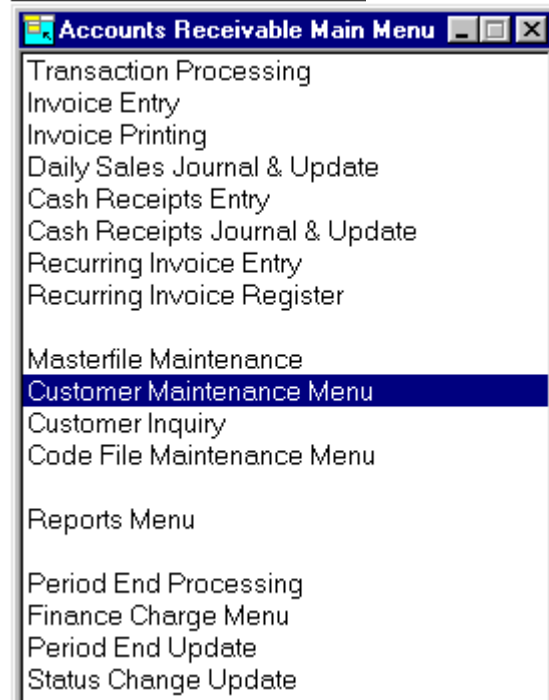 Accounts Receivable Main Menu
Transaction Processing
Invoice Entry
Invoice Printing
Daily Sales Journal & Update
Cash Receipts Entry
Cash Receipts Journal & Update
Recurring Invoice Entry
Recurring Invoice Register
Masterfile Maintenance
Customer Maintenance Menu
Customer Inquiry
Code File Maintenance Menu
Reports Menu
Period End Processing
Finance Charge Menu
Period End Update
Status Change Update